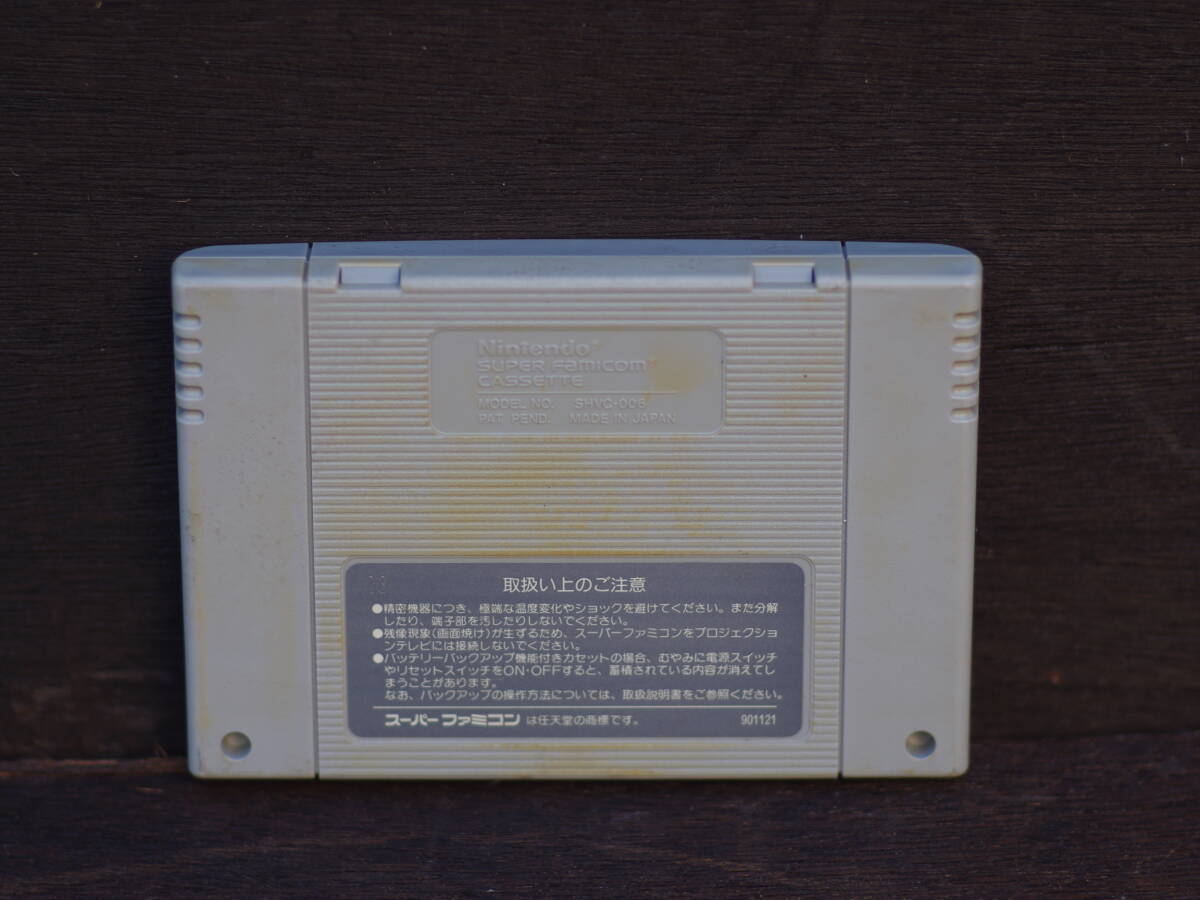 Nintendo
SUPER Famicom
CASSETTE
MODEL NO. SHVC-006
PAT PEND. MADE IN JAPAN
取扱い上のご注意
●精密機器につき、極端な温度変化やショックを避けてください。また分解
したり、端子部を汚したりしないでください。
●残像現象(画面焼け)が生ずるため、スーパーファミコンをプロジェクショ
ンテレビには接続しないでください。
●バッテリーバックアップ機能付きカセットの場合、むやみに電源スイッチ
やリセットスイッチをON・OFFすると、蓄積されている内容が消えてし
まうことがあります。
なお、バックアップの操作方法については、取扱説明書をご参照ください。
スーパーファミコン は任天堂の商標です。 901121